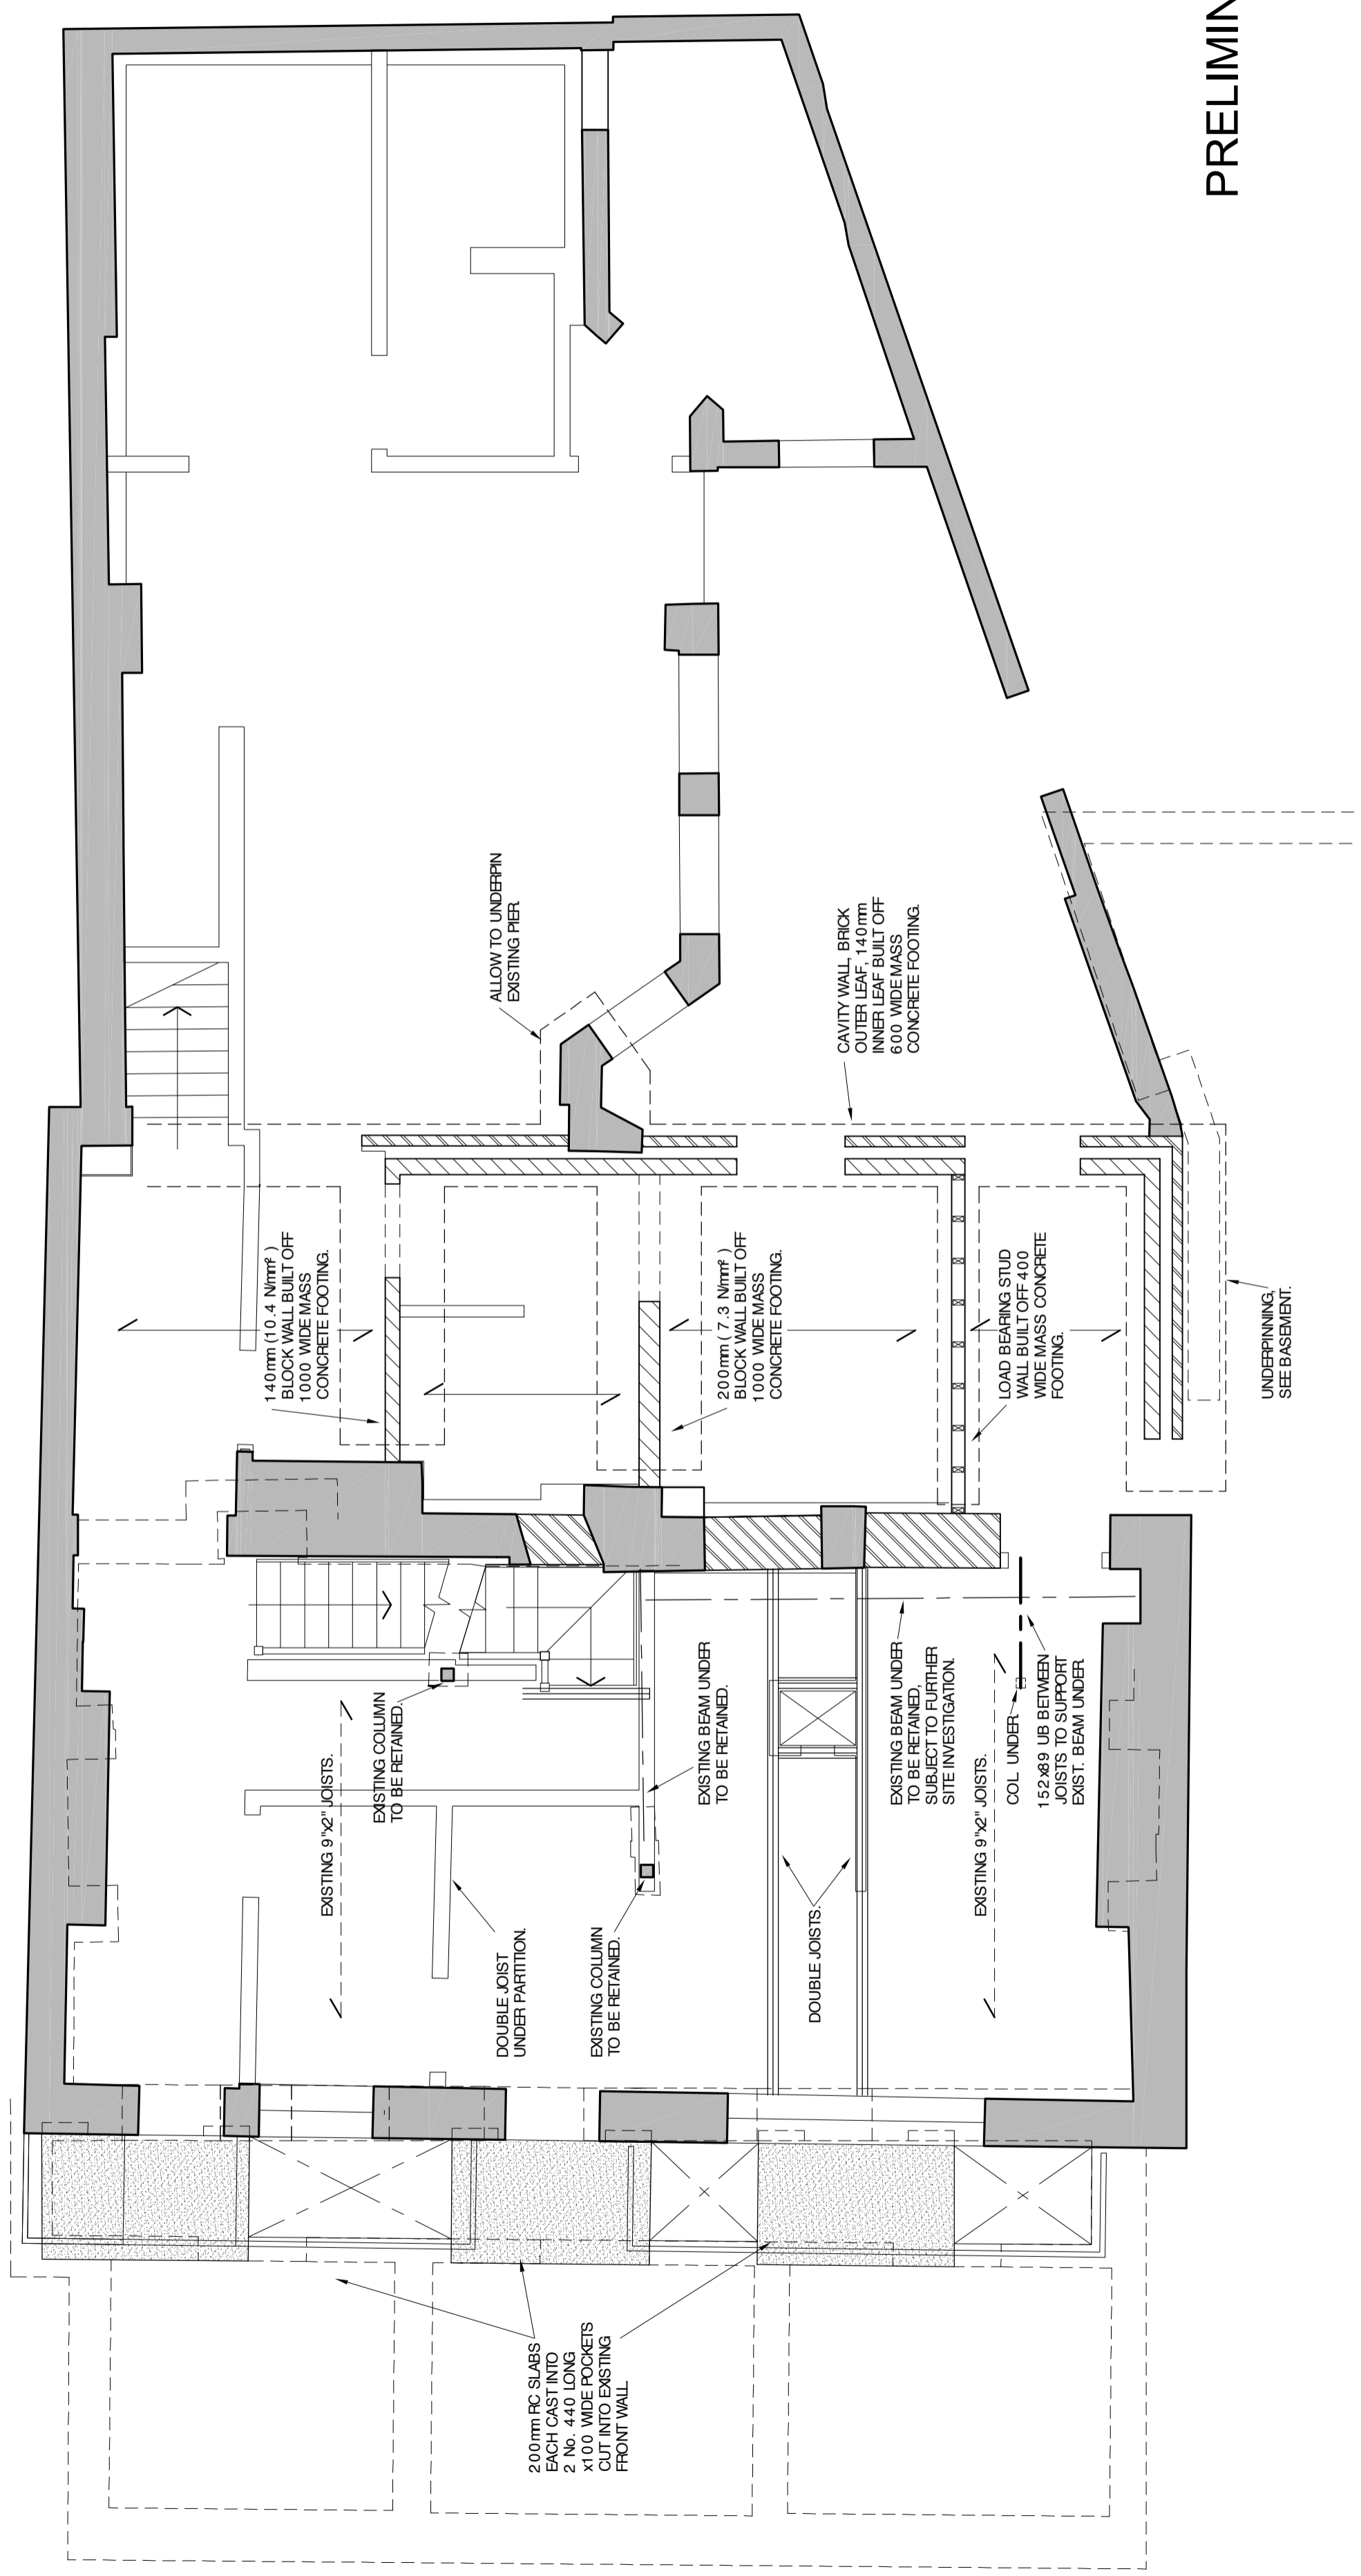 PRELIMIN
ALLOW TO UNDERPIN
EXISTING PIER.
CAVITY WALL, BRICK
OUTER LEAF, 140mm
INNER LEAF BUILT OFF
600 WIDE MASS
CONCRETE FOOTING.
140mm (10.4 N/mm²)
BLOCK WALL BUILT OFF
1000 WIDE MASS
CONCRETE FOOTING.
200mm (7.3 N/mm²)
BLOCK WALL BUILT OFF
1000 WIDE MASS
CONCRETE FOOTING.
LOAD BEARING STUD
WALL BUILT OFF 400
WIDE MASS CONCRETE
FOOTING.
UNDERPINNING,
SEE BASEMENT.
EXISTING 9"x2" JOISTS.
EXISTING COLUMN
TO BE RETAINED.
EXISTING BEAM UNDER
TO BE RETAINED.
EXISTING BEAM UNDER
TO BE RETAINED,
SUBJECT TO FURTHER
SITE INVESTIGATION.
EXISTING 9"x2" JOISTS.
COL UNDER.
152x89 UB BETWEEN
JOISTS TO SUPPORT
EXIST. BEAM UNDER.
DOUBLE JOIST
UNDER PARTITION.
EXISTING COLUMN
TO BE RETAINED.
DOUBLE JOISTS.
200mm RC SLABS
EACH CAST INTO
2 No. 440 LONG
x100 WIDE POCKETS
CUT INTO EXISTING
FRONT WALL.